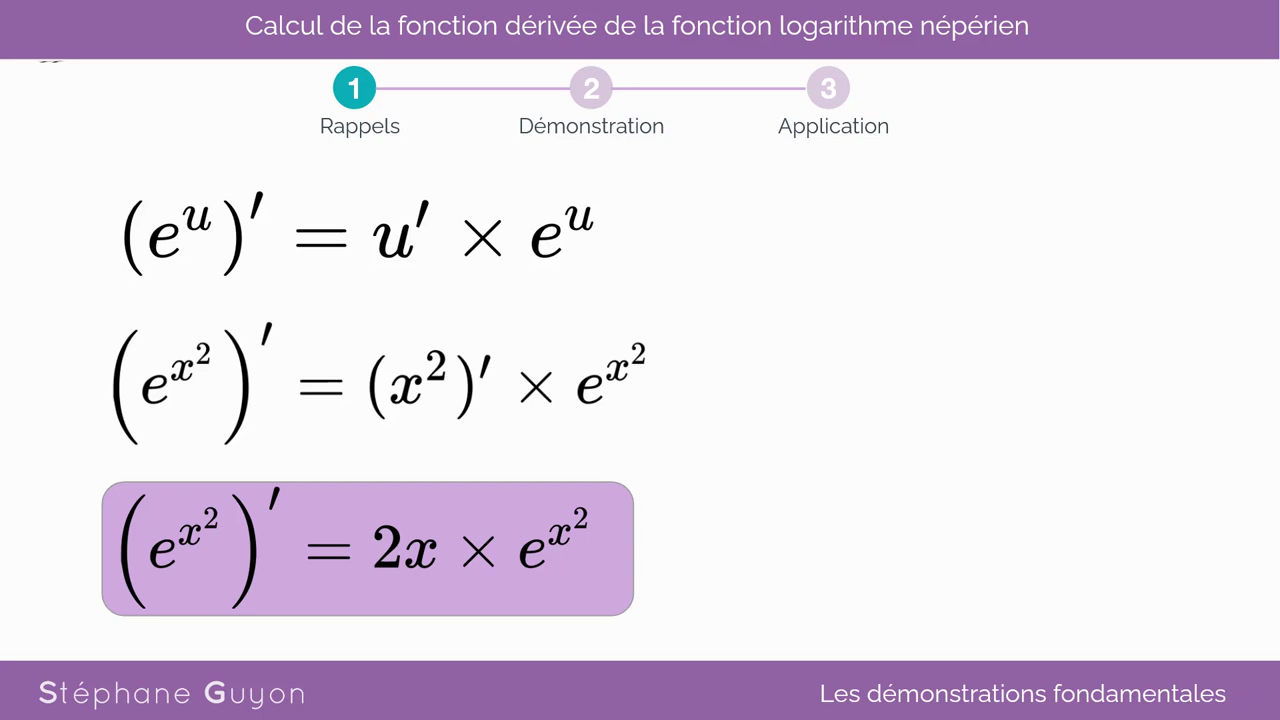 Calcul de la fonction dérivée de la fonction logarithme népérien
1 2 3
Rappels Démonstration Application
(e^u)′ = u′ × e^u
(e^{x^2})′ = (x^2)′ × e^{x^2}
(e^{x^2})′ = 2x × e^{x^2}
Stéphane Guyon Les démonstrations fondamentales